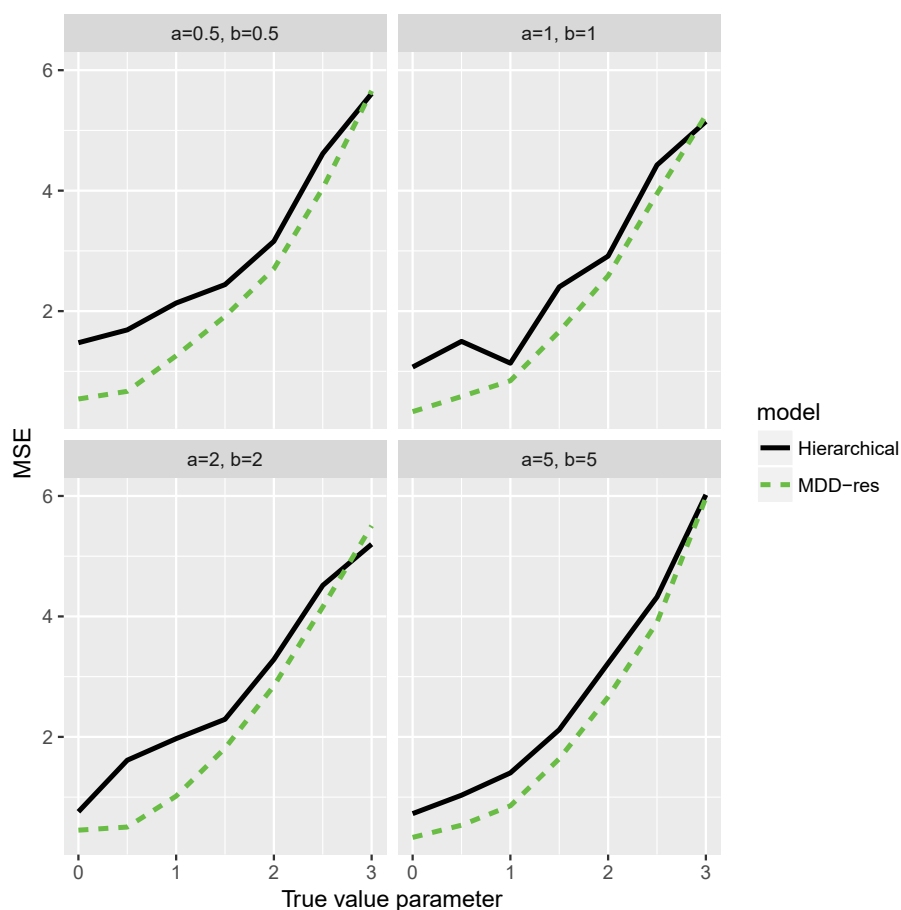 a=0.5, b=0.5
a=1, b=1
6
4
2
MSE
a=2, b=2
a=5, b=5
6
4
2
0
1
2
3
0
1
2
3
True value parameter
model
Hierarchical
MDD−res